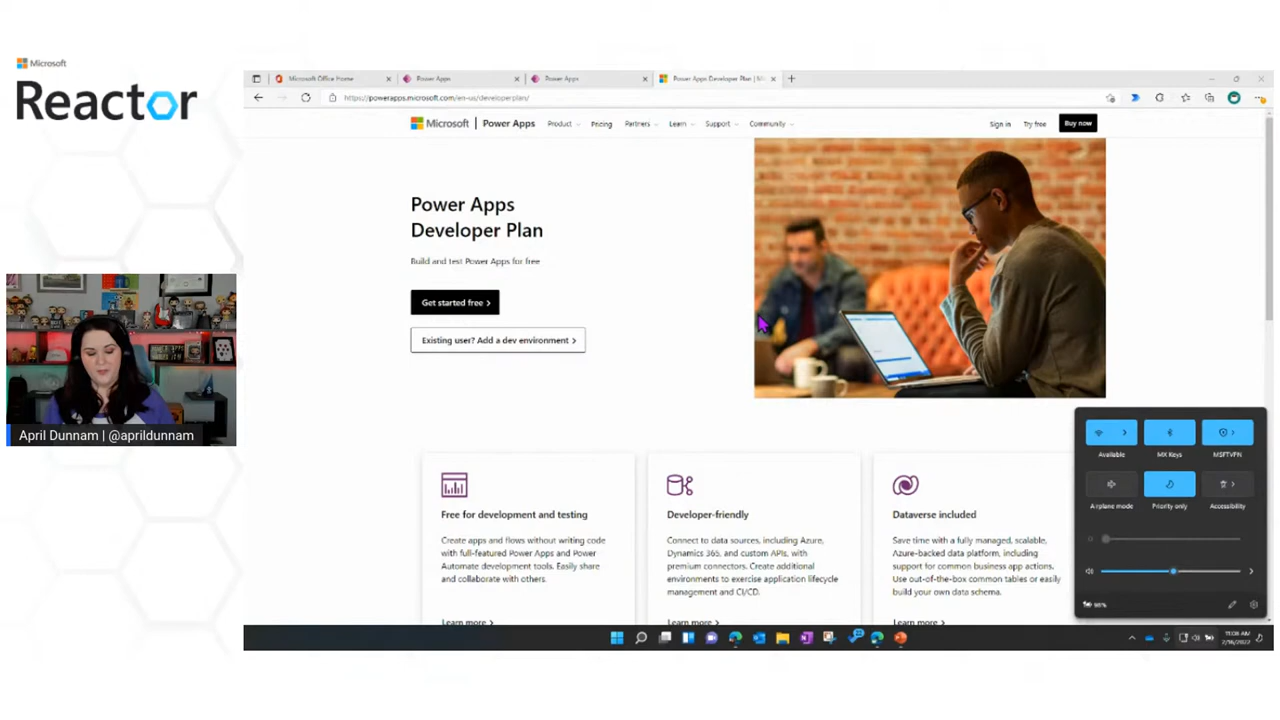 Microsoft
Reactor
April Dunnam | @aprildunnam
Microsoft Office Home
Power Apps
Power Apps
Power Apps Developer Plan | Mi
https://powerapps.microsoft.com/en-us/developerplan/
Microsoft | Power Apps Product Pricing Partners Learn Support Community Sign in Try free Buy now
Power Apps
Developer Plan
Build and test Power Apps for free
Get started free
Existing user? Add a dev environment
Free for development and testing
Create apps and flows without writing code
with full-featured Power Apps and Power
Automate development tools. Easily share
and collaborate with others.
Learn more
Developer-friendly
Connect to data sources, including Azure,
Dynamics 365, and custom APIs, with
premium connectors. Create additional
environments to exercise application lifecycle
management and CI/CD.
Learn more
Dataverse included
Save time with a fully managed, scalable,
Azure-backed data platform, including
support for common business app actions.
Use out-of-the-box common tables or easily
build your own data schema.
Learn more
Available MX Keys MSFTVPN
Airplane mode Priority only Accessibility
98%
2/16/2022